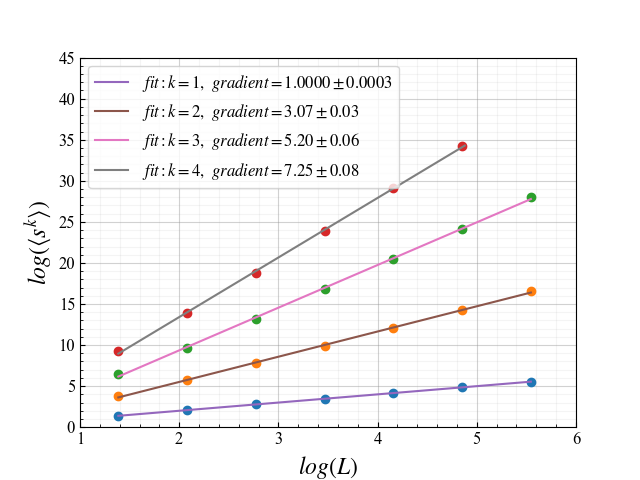 45
40
35
30
25
20
15
10
5
0
log(⟨s^k⟩)
fit: k = 1, gradient = 1.0000 ± 0.0003
fit: k = 2, gradient = 3.07 ± 0.03
fit: k = 3, gradient = 5.20 ± 0.06
fit: k = 4, gradient = 7.25 ± 0.08
1 2 3 4 5 6
log(L)